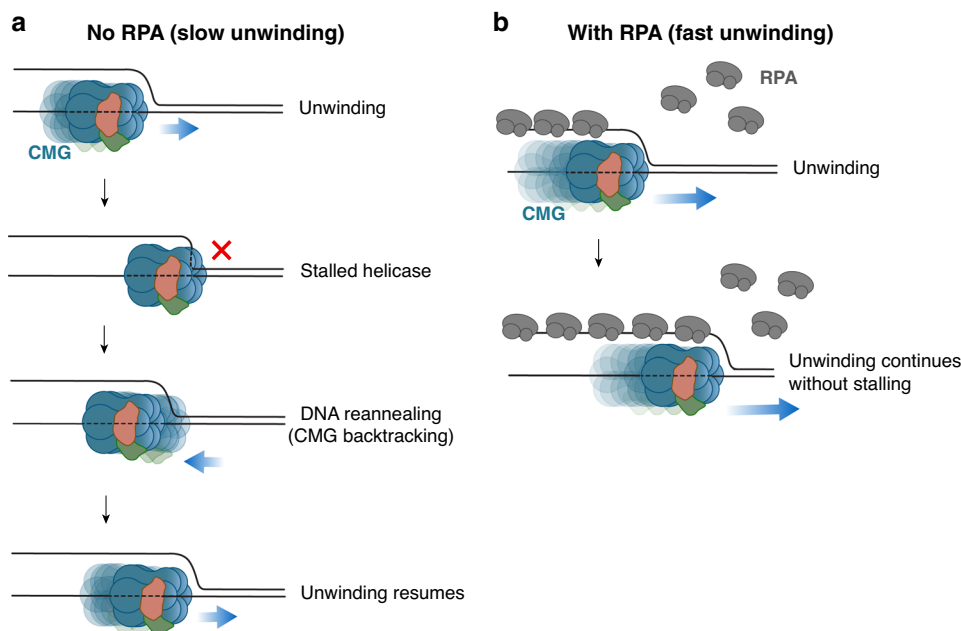 a
No RPA (slow unwinding)
Unwinding
CMG
Stalled helicase
DNA reannealing
(CMG backtracking)
Unwinding resumes
b
With RPA (fast unwinding)
RPA
Unwinding
CMG
Unwinding continues
without stalling